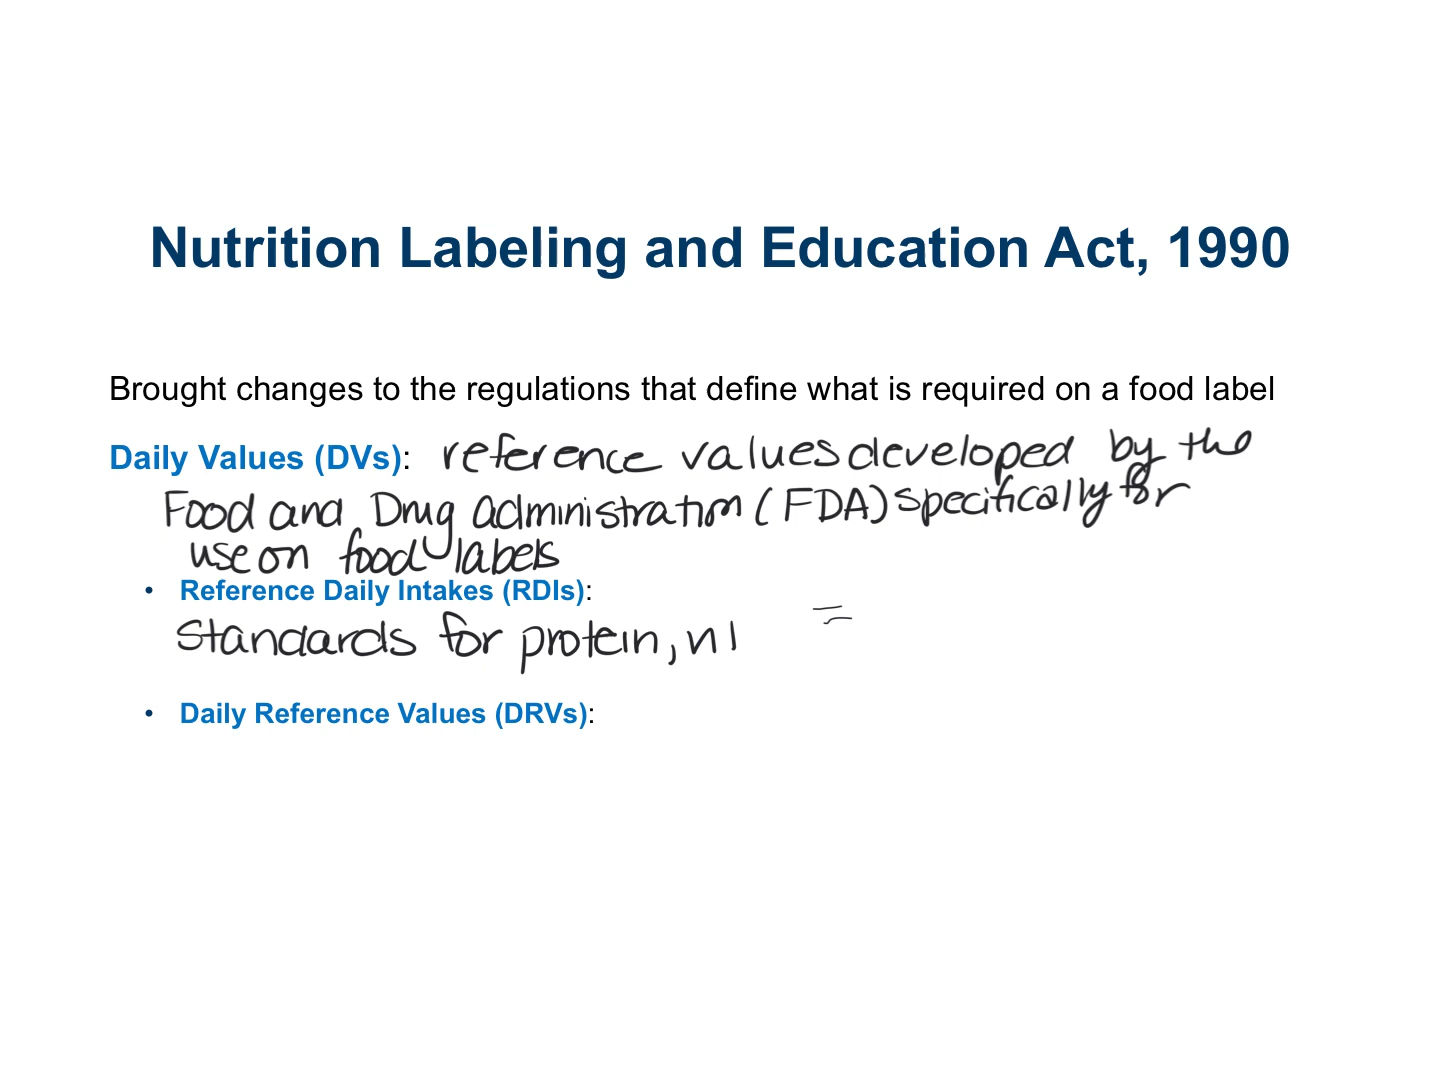 Nutrition Labeling and Education Act, 1990
Brought changes to the regulations that define what is required on a food label
Daily Values (DVs): reference values developed by the
Food and Drug Administration (FDA) specifically for
use on food labels
• Reference Daily Intakes (RDIs):
=
Standards for protein, ni
• Daily Reference Values (DRVs):